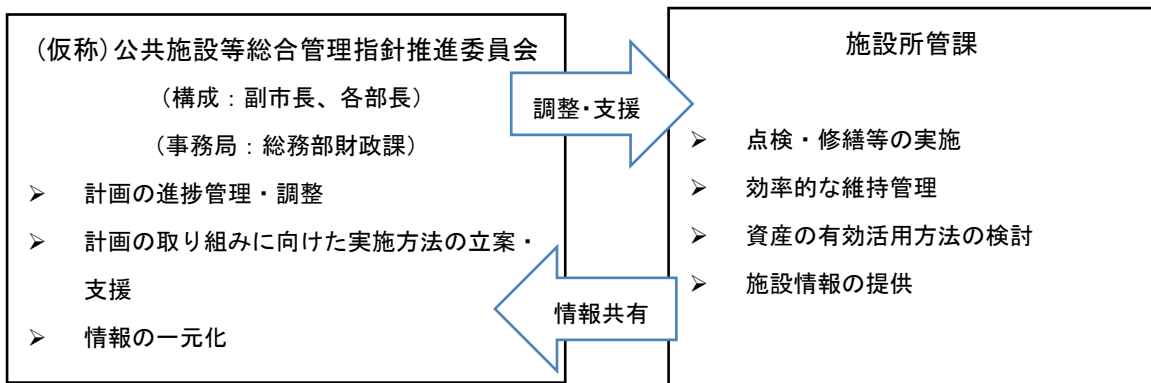 (仮称)公共施設等総合管理指針推進委員会
(構成:副市長、各部長)
(事務局:総務部財政課)
➢ 計画の進捗管理・調整
➢ 計画の取り組みに向けた実施方法の立案・
支援
➢ 情報の一元化
調整・支援
情報共有
施設所管課
➢ 点検・修繕等の実施
➢ 効率的な維持管理
➢ 資産の有効活用方法の検討
➢ 施設情報の提供